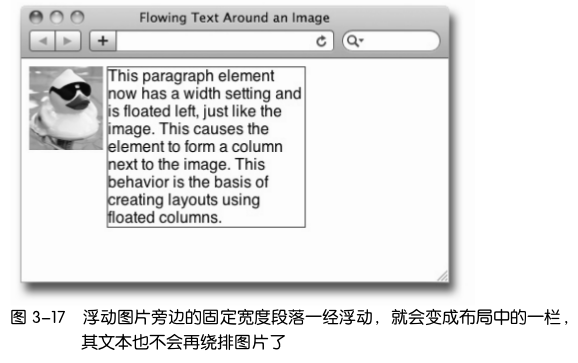 Flowing Text Around an Image
This paragraph element
now has a width setting and
is floated left, just like the
image. This causes the
element to form a column
next to the image. This
behavior is the basis of
creating layouts using
floated columns.
图 3-17 浮动图片旁边的固定宽度段落一经浮动，就会变成布局中的一栏，
其文本也不会再绕排图片了